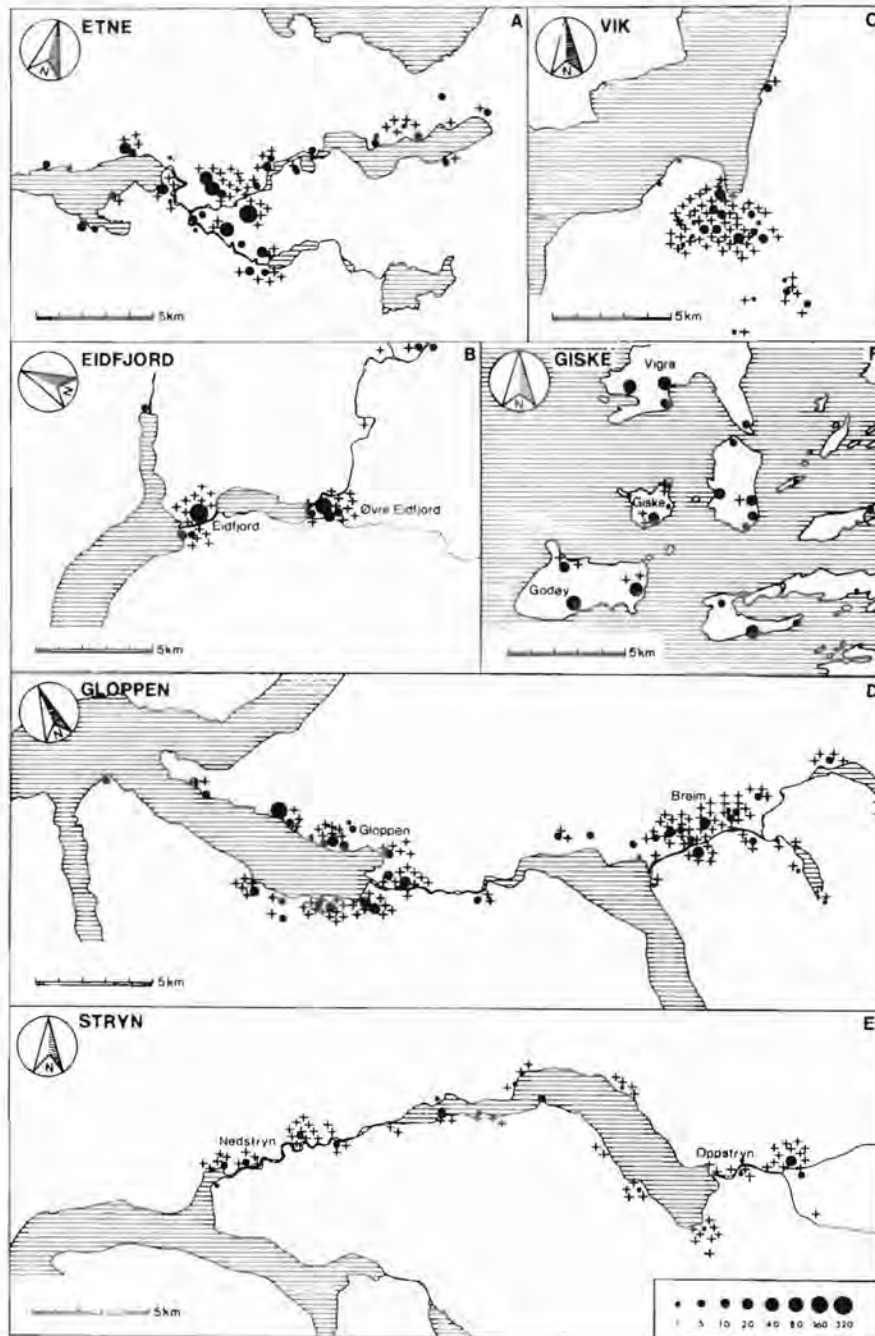 ETNE
A
N
5km
VIK
C
N
5km
EIDFJORD
B
N
Eidfjord
Øvre Eidfjord
5km
GISKE
F
N
Vigra
Giske
Godøy
5km
GLOPPEN
D
N
Gloppen
Breim
5km
STRYN
E
N
Nedstryn
Oppstryn
5km
1 5 10 20 40 80 160 320